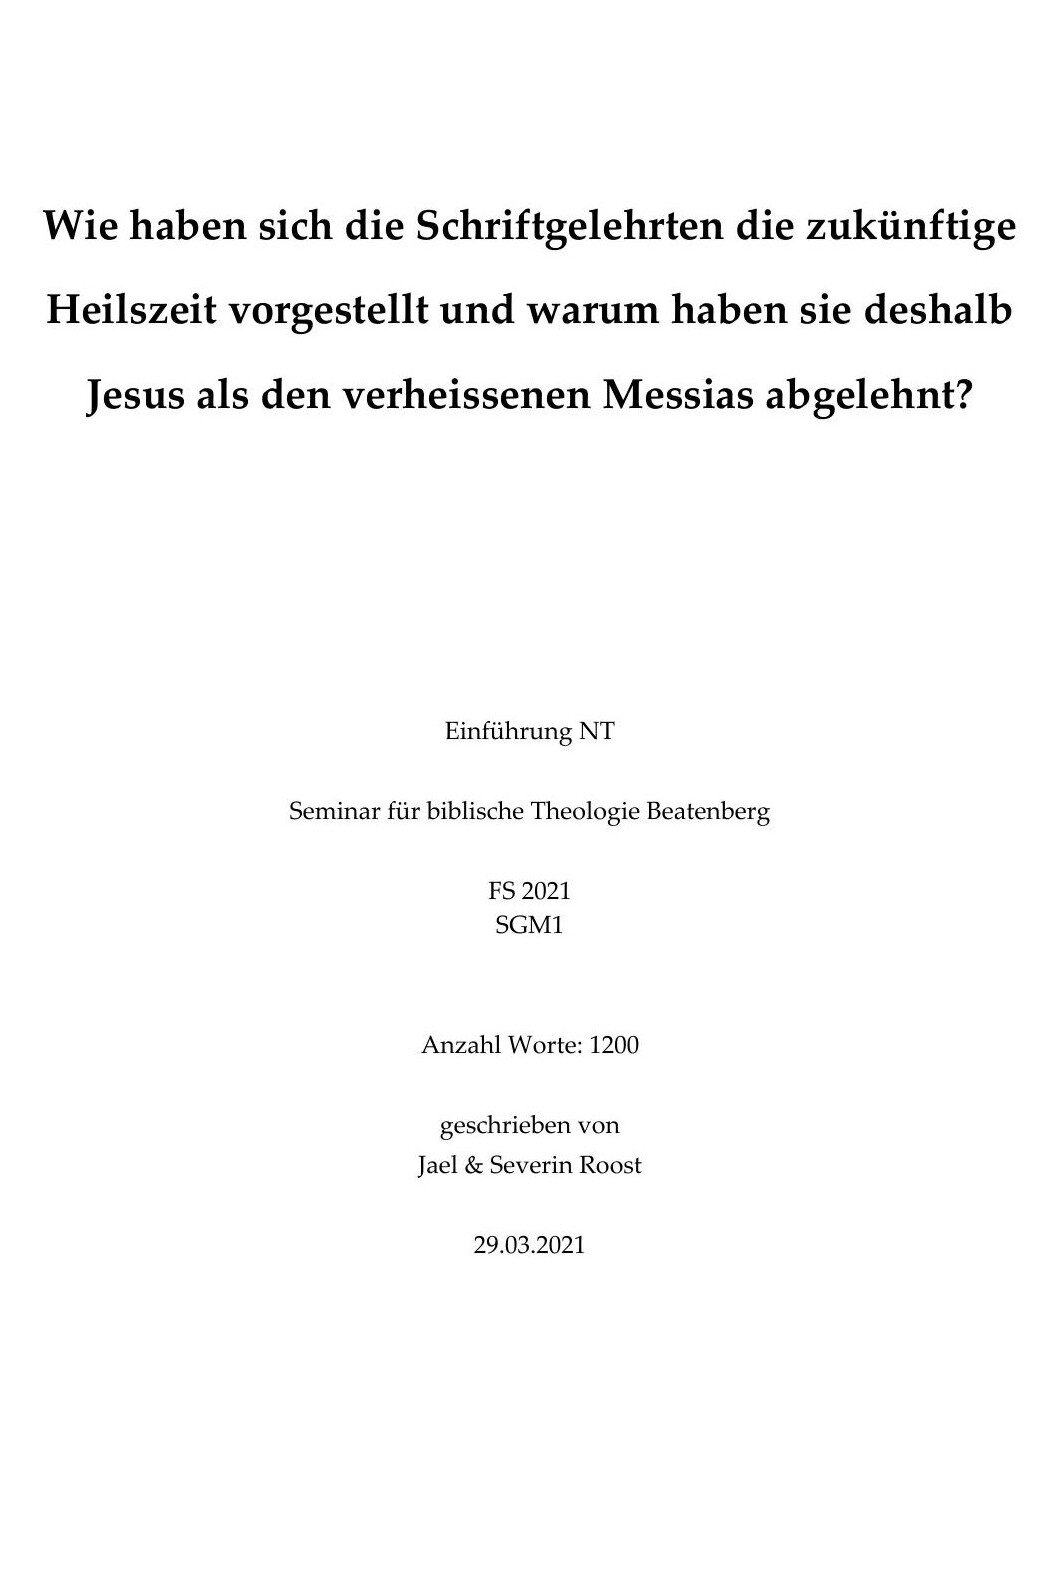 Wie haben sich die Schriftgelehrten die zukünftige
Heilszeit vorgestellt und warum haben sie deshalb
Jesus als den verheissenen Messias abgelehnt?
Einführung NT
Seminar für biblische Theologie Beatenberg
FS 2021
SGM1
Anzahl Worte: 1200
geschrieben von
Jael & Severin Roost
29.03.2021